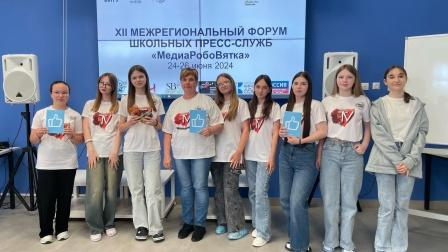 XII МЕЖРЕГИОНАЛЬНЫЙ ФОРУМ
ШКОЛЬНЫХ ПРЕСС-СЛУЖБ
«МедиаРобоВятка»
24-26 июня 2024